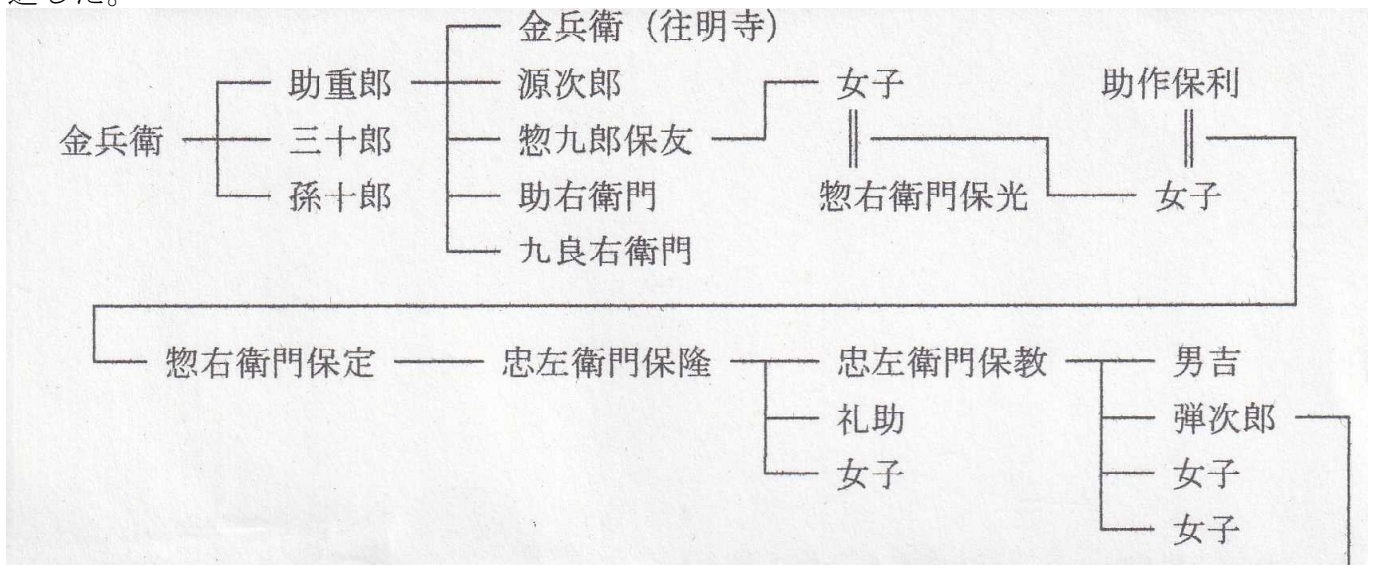 金兵衛（往明寺）
助重郎 源次郎 女子 助作保利
金兵衛 三十郎 惣九郎保友
孫十郎 助右衛門 惣右衛門保光 女子
九良右衛門
惣右衛門保定 忠左衛門保隆 忠左衛門保教 男吉
礼助 弾次郎
女子 女子
女子